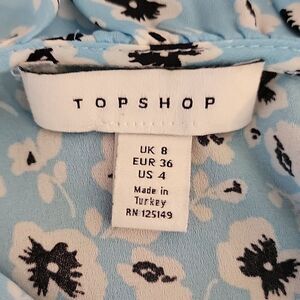 TOPSHOP
UK 8
EUR 36
US 4
Made in
Turkey
RN 125149